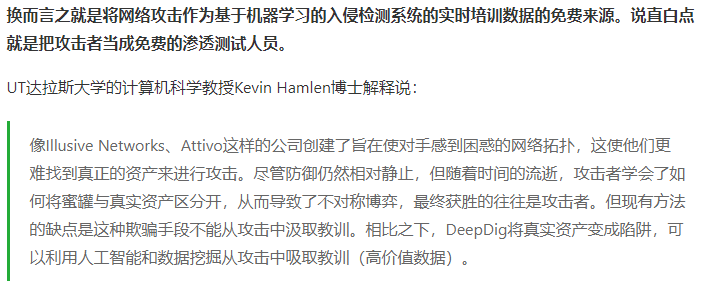 换而言之就是将网络攻击作为基于机器学习的入侵检测系统的实时培训数据的免费来源。说直白点
就是把攻击者当成免费的渗透测试人员。
UT达拉斯大学的计算机科学教授Kevin Hamlen博士解释说：
像Illusive Networks、Attivo这样的公司创建了旨在使对手感到困惑的网络拓扑，这使他们更
难找到真正的资产来进行攻击。尽管防御仍然相对静止，但随着时间的流逝，攻击者学会了如
何将蜜罐与真实资产区分开，从而导致了不对称博弈，最终获胜的往往是攻击者。但现有方法
的缺点是这种欺骗手段不能从攻击中汲取教训。相比之下，DeepDig将真实资产变成陷阱，可
以利用人工智能和数据挖掘从攻击中吸取教训（高价值数据）。